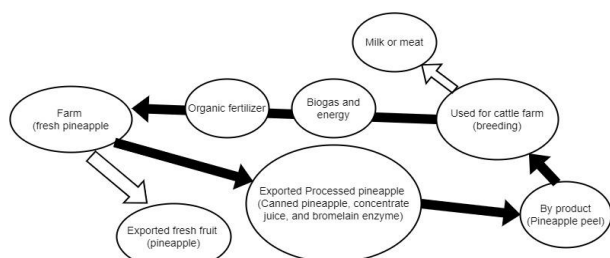 Milk or meat
Organic fertilizer
Biogas and
energy
Farm
(fresh pineapple
Used for cattle farm
(breeding)
Exported Processed pineapple
(Canned pineapple, concentrate
juice, and bromelain enzyme)
By product
(Pineapple peel)
Exported fresh fruit
(pineapple)